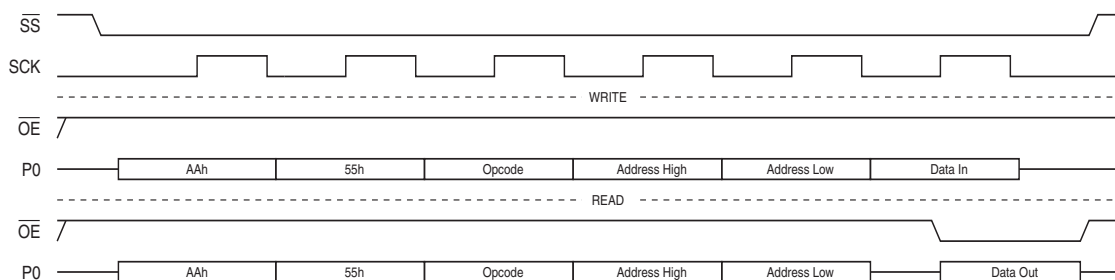 SS
SCK
WRITE
OE
P0 AAh 55h Opcode Address High Address Low Data In
READ
OE
P0 AAh 55h Opcode Address High Address Low Data Out